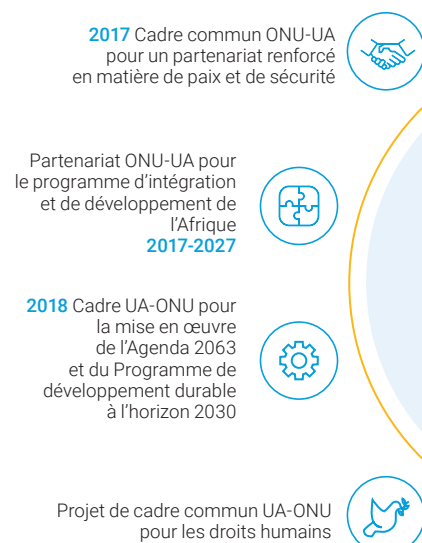 2017 Cadre commun ONU-UA
pour un partenariat renforcé
en matière de paix et de sécurité
Partenariat ONU-UA pour
le programme d'intégration
et de développement de
l'Afrique
2017-2027
2018 Cadre UA-ONU pour
la mise en œuvre
de l'Agenda 2063
et du Programme de
développement durable
à l'horizon 2030
Projet de cadre commun UA-ONU
pour les droits humains